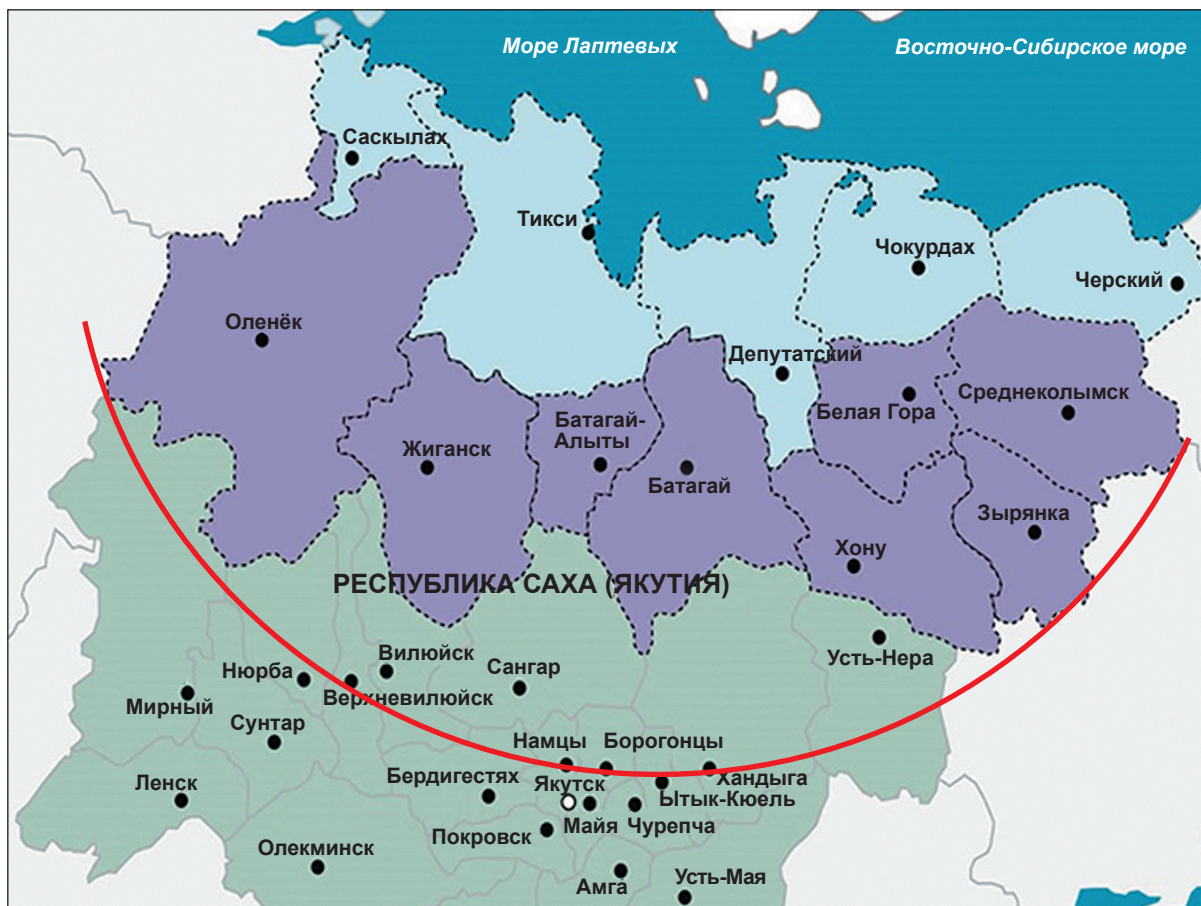 Море Лаптевых
Восточно-Сибирское море
Саскылах
Тикси
Чокурдах
Черский
Оленёк
Депутатский
Среднеколымск
Белая Гора
Батагай-
Алыты
Жиганск
Батагай
Зырянка
Хону
РЕСПУБЛИКА САХА (ЯКУТИЯ)
Усть-Нера
Вилюйск
Сангар
Нюрба
Верхневилюйск
Мирный
Сунтар
Намцы
Борогонцы
Бердигестях
Якутск
Хандыга
Ытык-Кюель
Ленск
Майя
Чурепча
Покровск
Олекминск
Амга
Усть-Мая